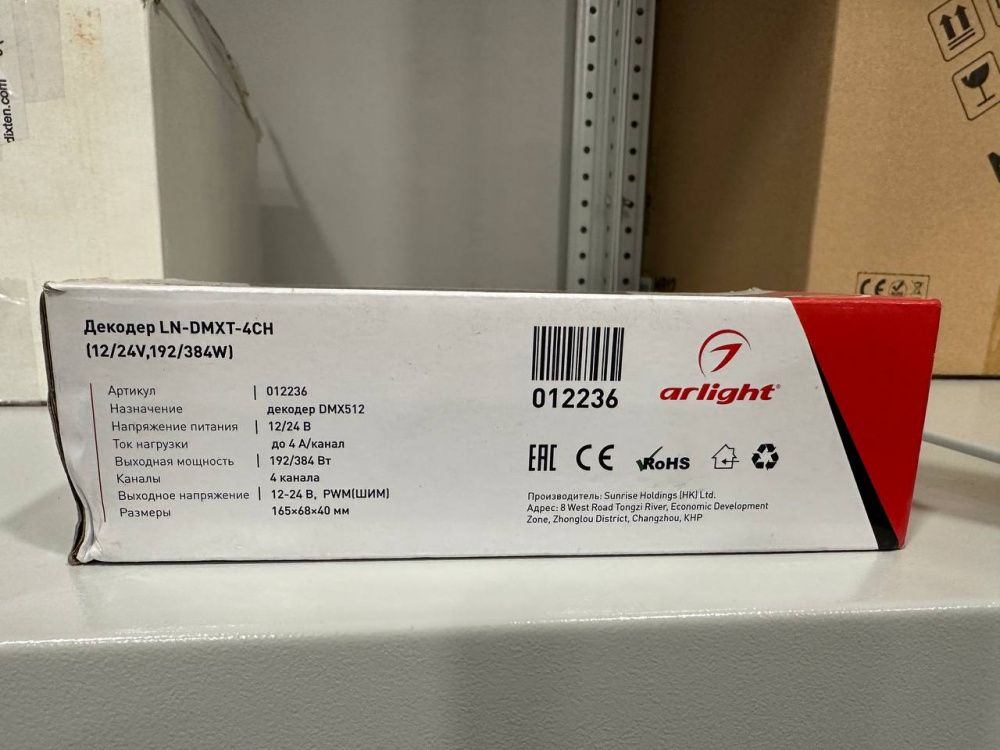 dixten.com
Декодер LN-DMXT-4CH
(12/24V,192/384W)
Артикул | 012236
Назначение декодер DMX512
Напряжение питания | 12/24 В
Ток нагрузки до 4 А/канал
Выходная мощность | 192/384 Вт
Каналы 4 канала
Выходное напряжение | 12-24 В, PWM(ШИМ)
Размеры 165×68×40 мм
012236
arlight®
EAC CE RoHS
Производитель: Sunrise Holdings (HK) Ltd.
Адрес: 8 West Road Tongzi River, Economic Development
Zone, Zhonglou District, Changzhou, КНР
CE